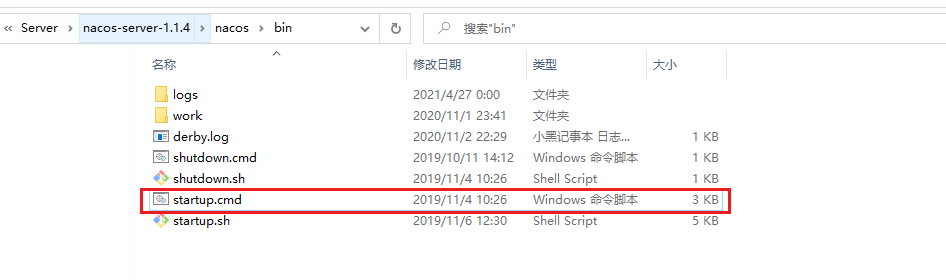 « Server › nacos-server-1.1.4 › nacos › bin 搜索"bin"
名称 修改日期 类型 大小
logs 2021/4/27 0:00 文件夹
work 2020/11/1 23:41 文件夹
derby.log 2020/11/2 22:29 小黑记事本 日志... 1 KB
shutdown.cmd 2019/10/11 14:12 Windows 命令脚本 1 KB
shutdown.sh 2019/11/4 10:26 Shell Script 1 KB
startup.cmd 2019/11/4 10:26 Windows 命令脚本 3 KB
startup.sh 2019/11/6 12:30 Shell Script 5 KB